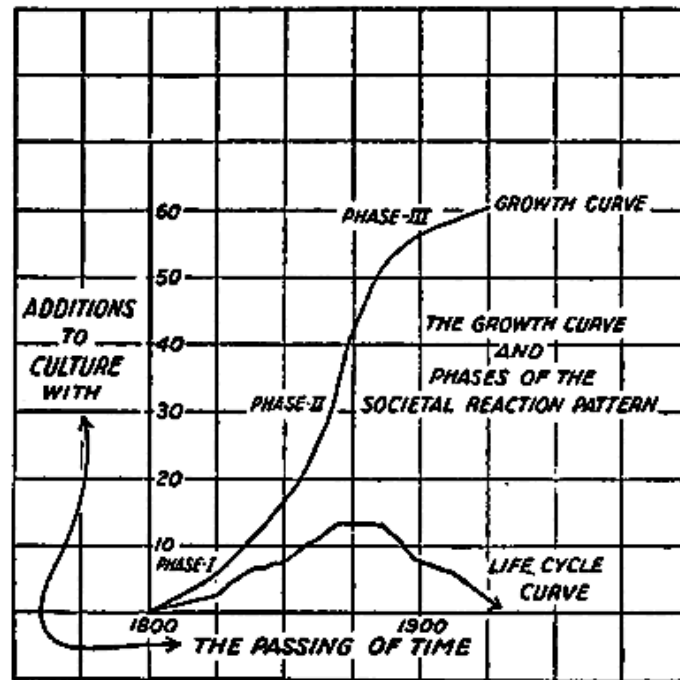 60
PHASE-III
GROWTH CURVE
50
ADDITIONS
TO
CULTURE
WITH
40
THE GROWTH CURVE
AND
PHASES OF THE
SOCIETAL REACTION PATTERN
30
PHASE-II
20
10
PHASE-I
LIFE CYCLE
CURVE
1800
1900
THE PASSING OF TIME